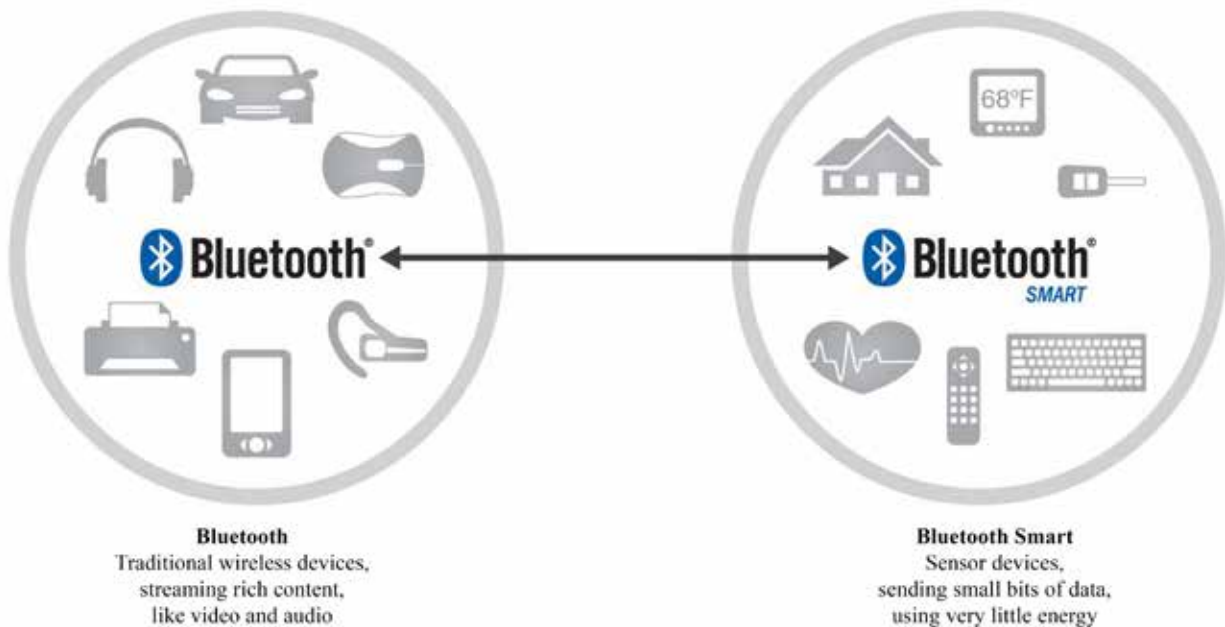 68°F
Bluetooth®
Bluetooth®
SMART
Bluetooth
Traditional wireless devices,
streaming rich content,
like video and audio
Bluetooth Smart
Sensor devices,
sending small bits of data,
using very little energy